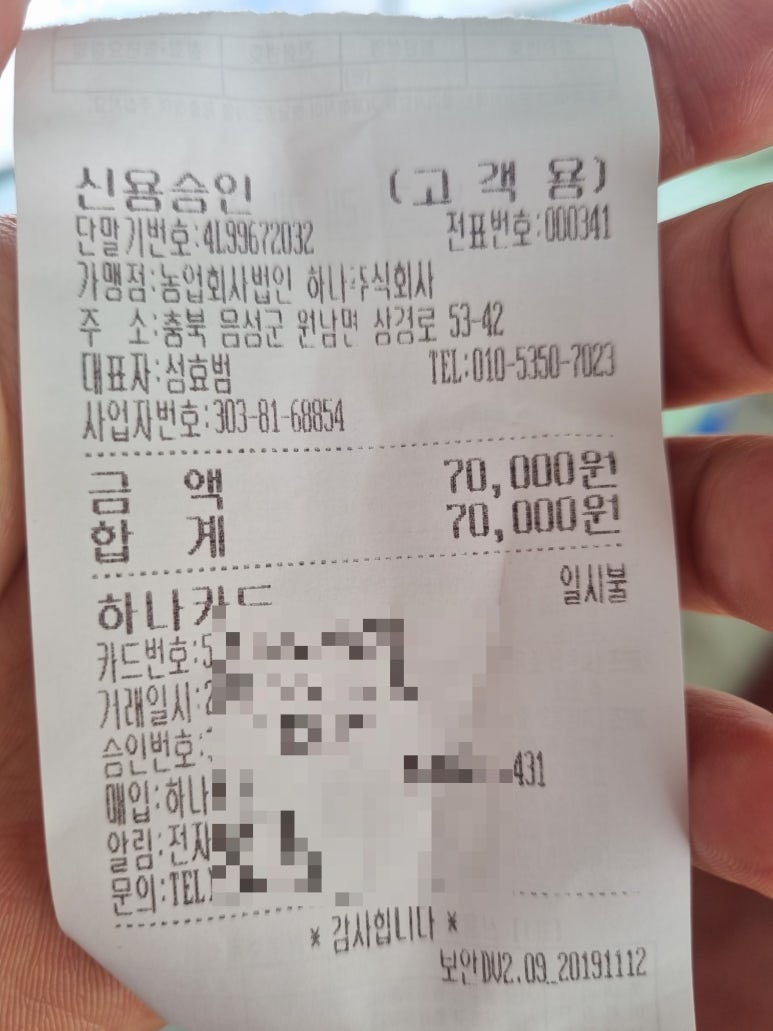 신용승인 (고 객 용)
단말기번호:4L99672032 전표번호:000341
가맹점:농업회사법인 하나주식회사
주 소:충북 음성군 원남면 삼검로 53-42
대표자:성효범 TEL:010-5350-7023
사업자번호:303-81-68854
금 액 70,000원
합 계 70,000원
하나카드 일시불
카드번호:5
거래일시:2
승인번호:
431
매입:하나
알림:전자
문의:TEL
* 감사합니다 *
보안DV2.09_20191112